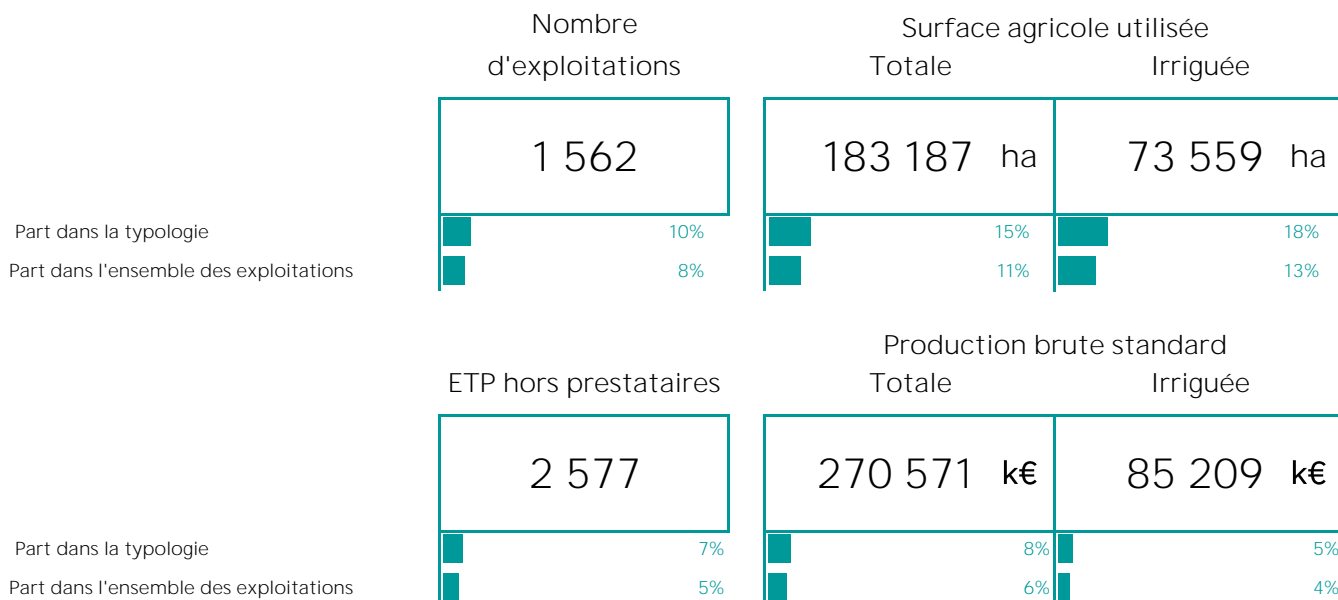 Nombre
d'exploitations
Surface agricole utilisée
Totale Irriguée
1 562 183 187 ha 73 559 ha
Part dans la typologie 10% 15% 18%
Part dans l'ensemble des exploitations 8% 11% 13%
Production brute standard
ETP hors prestataires Totale Irriguée
2 577 270 571 k€ 85 209 k€
Part dans la typologie 7% 8% 5%
Part dans l'ensemble des exploitations 5% 6% 4%